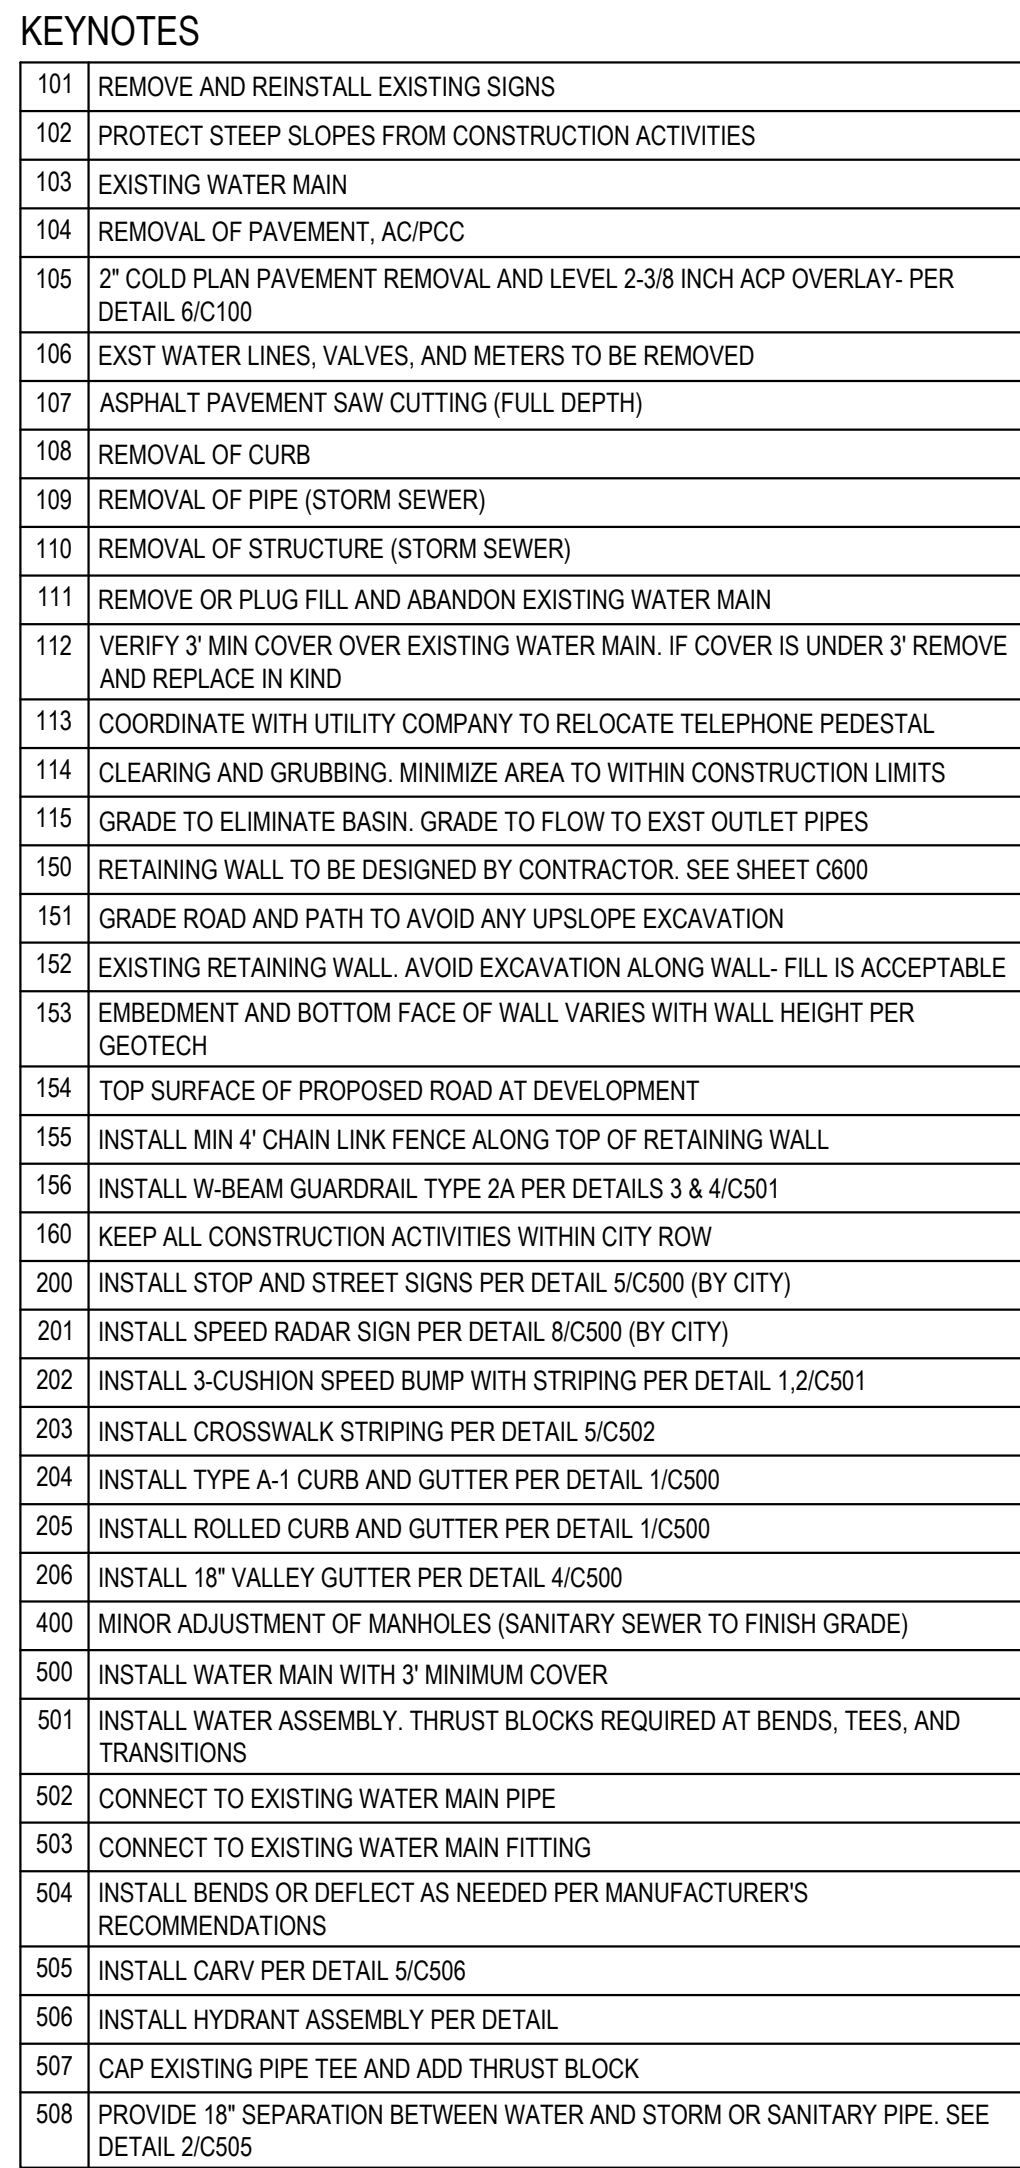 KEYNOTES
101 REMOVE AND REINSTALL EXISTING SIGNS
102 PROTECT STEEP SLOPES FROM CONSTRUCTION ACTIVITIES
103 EXISTING WATER MAIN
104 REMOVAL OF PAVEMENT, AC/PCC
105 2" COLD PLAN PAVEMENT REMOVAL AND LEVEL 2-3/8 INCH ACP OVERLAY- PER
DETAIL 6/C100
106 EXST WATER LINES, VALVES, AND METERS TO BE REMOVED
107 ASPHALT PAVEMENT SAW CUTTING (FULL DEPTH)
108 REMOVAL OF CURB
109 REMOVAL OF PIPE (STORM SEWER)
110 REMOVAL OF STRUCTURE (STORM SEWER)
111 REMOVE OR PLUG FILL AND ABANDON EXISTING WATER MAIN
112 VERIFY 3' MIN COVER OVER EXISTING WATER MAIN. IF COVER IS UNDER 3' REMOVE
AND REPLACE IN KIND
113 COORDINATE WITH UTILITY COMPANY TO RELOCATE TELEPHONE PEDESTAL
114 CLEARING AND GRUBBING. MINIMIZE AREA TO WITHIN CONSTRUCTION LIMITS
115 GRADE TO ELIMINATE BASIN. GRADE TO FLOW TO EXST OUTLET PIPES
150 RETAINING WALL TO BE DESIGNED BY CONTRACTOR. SEE SHEET C600
151 GRADE ROAD AND PATH TO AVOID ANY UPSLOPE EXCAVATION
152 EXISTING RETAINING WALL. AVOID EXCAVATION ALONG WALL- FILL IS ACCEPTABLE
153 EMBEDMENT AND BOTTOM FACE OF WALL VARIES WITH WALL HEIGHT PER
GEOTECH
154 TOP SURFACE OF PROPOSED ROAD AT DEVELOPMENT
155 INSTALL MIN 4' CHAIN LINK FENCE ALONG TOP OF RETAINING WALL
156 INSTALL W-BEAM GUARDRAIL TYPE 2A PER DETAILS 3 & 4/C501
160 KEEP ALL CONSTRUCTION ACTIVITIES WITHIN CITY ROW
200 INSTALL STOP AND STREET SIGNS PER DETAIL 5/C500 (BY CITY)
201 INSTALL SPEED RADAR SIGN PER DETAIL 8/C500 (BY CITY)
202 INSTALL 3-CUSHION SPEED BUMP WITH STRIPING PER DETAIL 1,2/C501
203 INSTALL CROSSWALK STRIPING PER DETAIL 5/C502
204 INSTALL TYPE A-1 CURB AND GUTTER PER DETAIL 1/C500
205 INSTALL ROLLED CURB AND GUTTER PER DETAIL 1/C500
206 INSTALL 18" VALLEY GUTTER PER DETAIL 4/C500
400 MINOR ADJUSTMENT OF MANHOLES (SANITARY SEWER TO FINISH GRADE)
500 INSTALL WATER MAIN WITH 3' MINIMUM COVER
501 INSTALL WATER ASSEMBLY. THRUST BLOCKS REQUIRED AT BENDS, TEES, AND
TRANSITIONS
502 CONNECT TO EXISTING WATER MAIN PIPE
503 CONNECT TO EXISTING WATER MAIN FITTING
504 INSTALL BENDS OR DEFLECT AS NEEDED PER MANUFACTURER'S
RECOMMENDATIONS
505 INSTALL CARV PER DETAIL 5/C506
506 INSTALL HYDRANT ASSEMBLY PER DETAIL
507 CAP EXISTING PIPE TEE AND ADD THRUST BLOCK
508 PROVIDE 18" SEPARATION BETWEEN WATER AND STORM OR SANITARY PIPE. SEE
DETAIL 2/C505